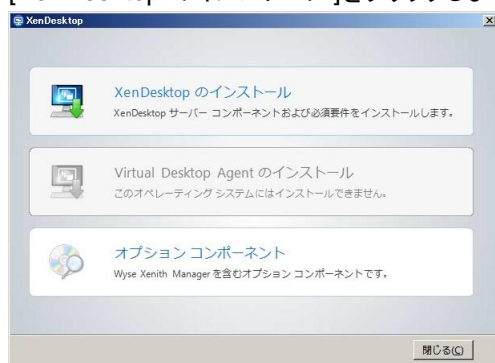 XenDesktop
XenDesktop のインストール
XenDesktop サーバー コンポーネントおよび必須要件をインストールします。
Virtual Desktop Agent のインストール
このオペレーティング システムにはインストールできません。
オプション コンポーネント
Wyse Xenith Manager を含むオプション コンポーネントです。
閉じる(C)